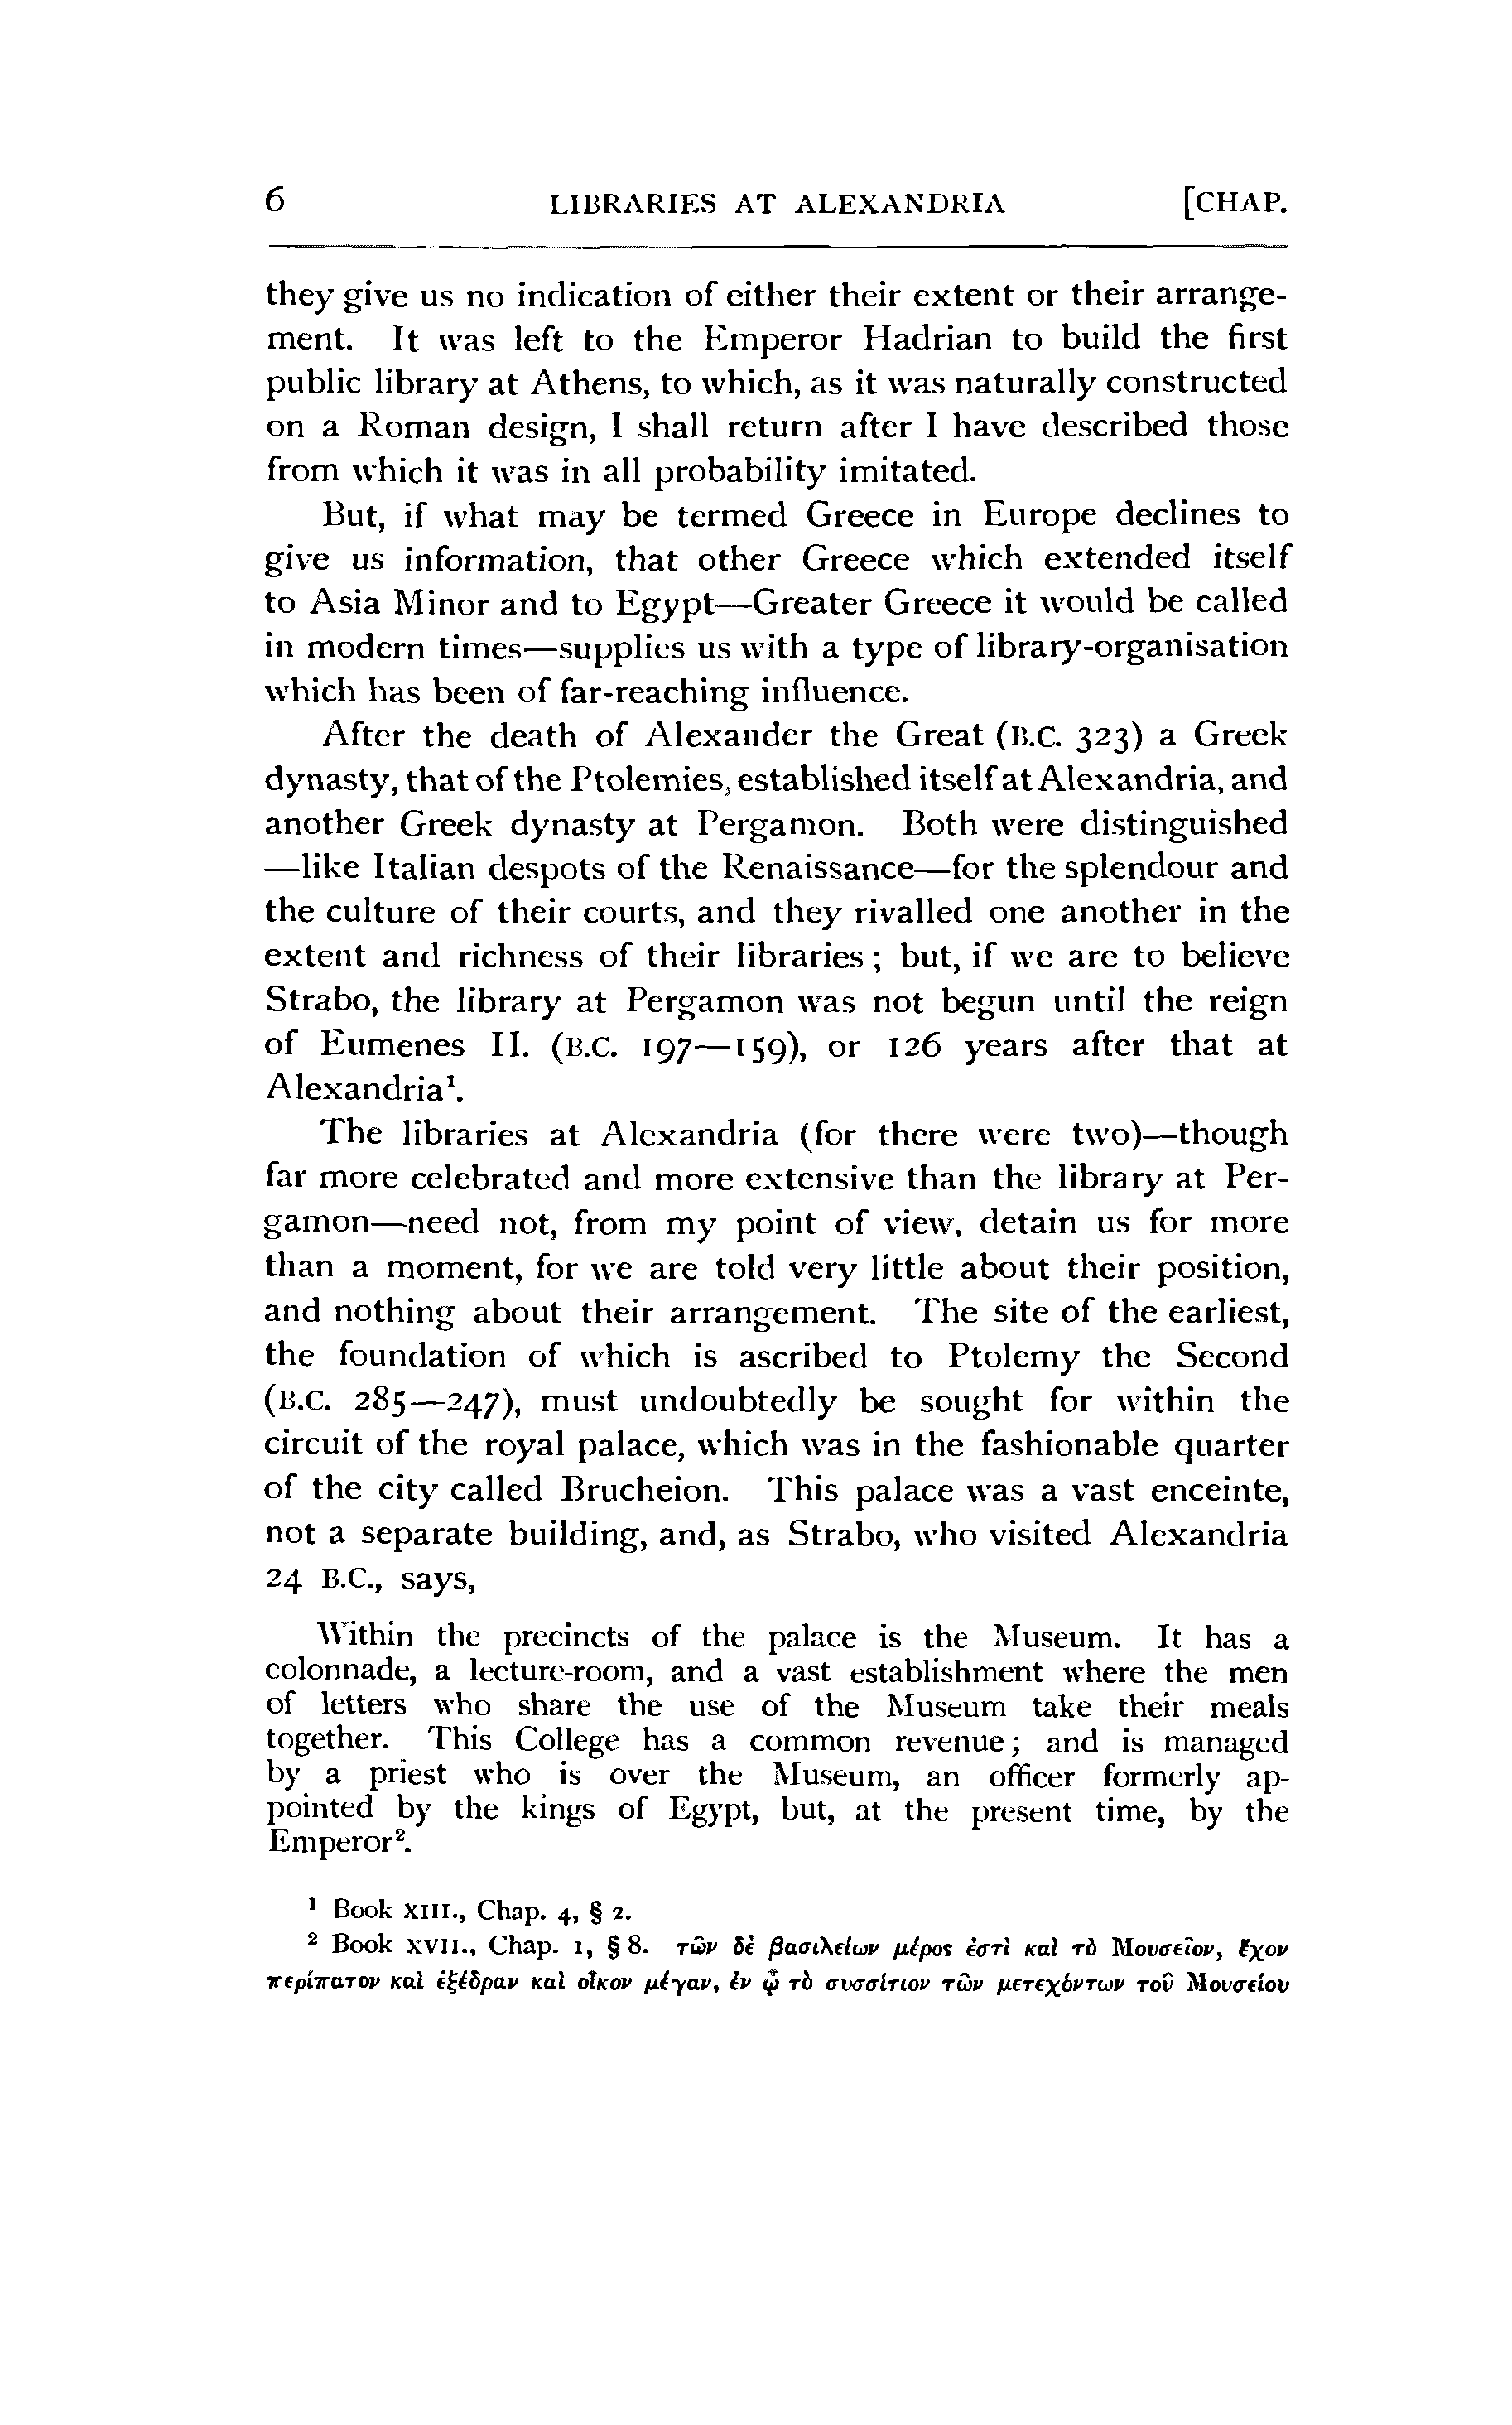 6 LIBRARIES AT ALEXANDRIA [CHAP.
they give us no indication of either their extent or their arrange-
ment. It was left to the Emperor Hadrian to build the first
public library at Athens, to which, as it was naturally constructed
on a Roman design, I shall return after I have described those
from which it was in all probability imitated.
But, if what may be termed Greece in Europe declines to
give us information, that other Greece which extended itself
to Asia Minor and to Egypt—Greater Greece it would be called
in modern times—supplies us with a type of library-organisation
which has been of far-reaching influence.
After the death of Alexander the Great (B.C. 323) a Greek
dynasty, that of the Ptolemies, established itself at Alexandria, and
another Greek dynasty at Pergamon. Both were distinguished
—like Italian despots of the Renaissance—for the splendour and
the culture of their courts, and they rivalled one another in the
extent and richness of their libraries; but, if we are to believe
Strabo, the library at Pergamon was not begun until the reign
of Eumenes II. (B.C. 197—159), or 126 years after that at
Alexandria¹.
The libraries at Alexandria (for there were two)—though
far more celebrated and more extensive than the library at Per-
gamon—need not, from my point of view, detain us for more
than a moment, for we are told very little about their position,
and nothing about their arrangement. The site of the earliest,
the foundation of which is ascribed to Ptolemy the Second
(B.C. 285—247), must undoubtedly be sought for within the
circuit of the royal palace, which was in the fashionable quarter
of the city called Brucheion. This palace was a vast enceinte,
not a separate building, and, as Strabo, who visited Alexandria
24 B.C., says,
Within the precincts of the palace is the Museum. It has a
colonnade, a lecture-room, and a vast establishment where the men
of letters who share the use of the Museum take their meals
together. This College has a common revenue; and is managed
by a priest who is over the Museum, an officer formerly ap-
pointed by the kings of Egypt, but, at the present time, by the
Emperor².
¹ Book XIII., Chap. 4, § 2.
² Book XVII., Chap. 1, § 8. τῶν δὲ βασιλείων μέρος ἐστὶ καὶ τὸ Μουσεῖον, ἔχον
περίπατον καὶ ἐξέδραν καὶ οἶκον μέγαν, ἐν ᾧ τὸ συσσίτιον τῶν μετεχόντων τοῦ Μουσείου